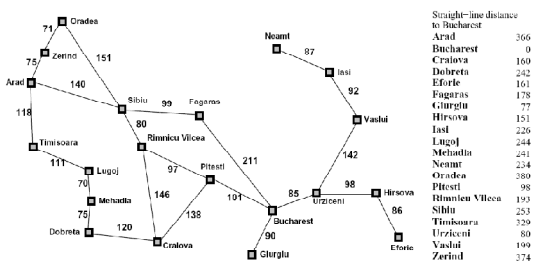 Oradea
71
Zerind
75
151
Arad
140
118
Sibiu
99
Fagaras
80
Rimnicu Vilcea
Timisoara
111
Lugoj
70
Mehadia
75
Dobreta
120
Craiova
146
97
Pitesti
138
101
211
Bucharest
90
Giurgiu
85
Urziceni
98
Hirsova
86
Eforie
142
Vaslui
92
Iasi
87
Neamt
Straight-line distance
to Bucharest
Arad 366
Bucharest 0
Craiova 160
Dobreta 242
Eforie 161
Fagaras 178
Giurgiu 77
Hirsova 151
Iasi 226
Lugoj 244
Mehadia 241
Neamt 234
Oradea 380
Pitesti 98
Rimnicu Vilcea 193
Sibiu 253
Timisoara 329
Urziceni 80
Vaslui 199
Zerind 374